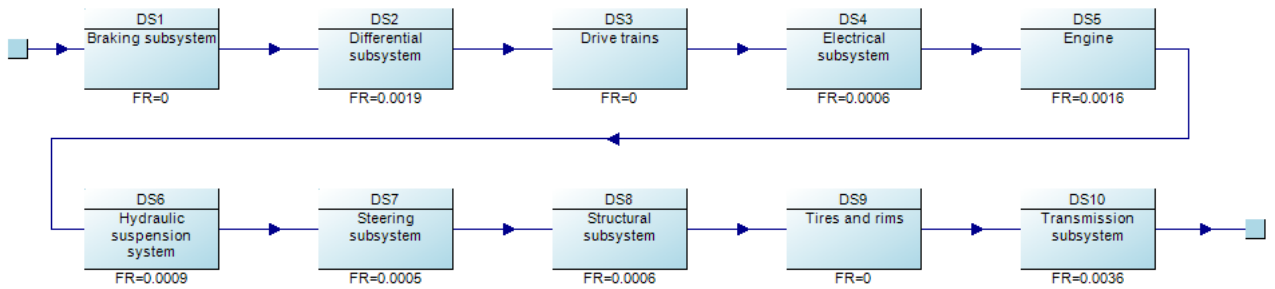 DS1
Braking subsystem
FR=0
DS2
Differential
subsystem
FR=0.0019
DS3
Drive trains
FR=0
DS4
Electrical
subsystem
FR=0.0006
DS5
Engine
FR=0.0016
DS6
Hydraulic
suspension
system
FR=0.0009
DS7
Steering
subsystem
FR=0.0005
DS8
Structural
subsystem
FR=0.0006
DS9
Tires and rims
FR=0
DS10
Transmission
subsystem
FR=0.0036